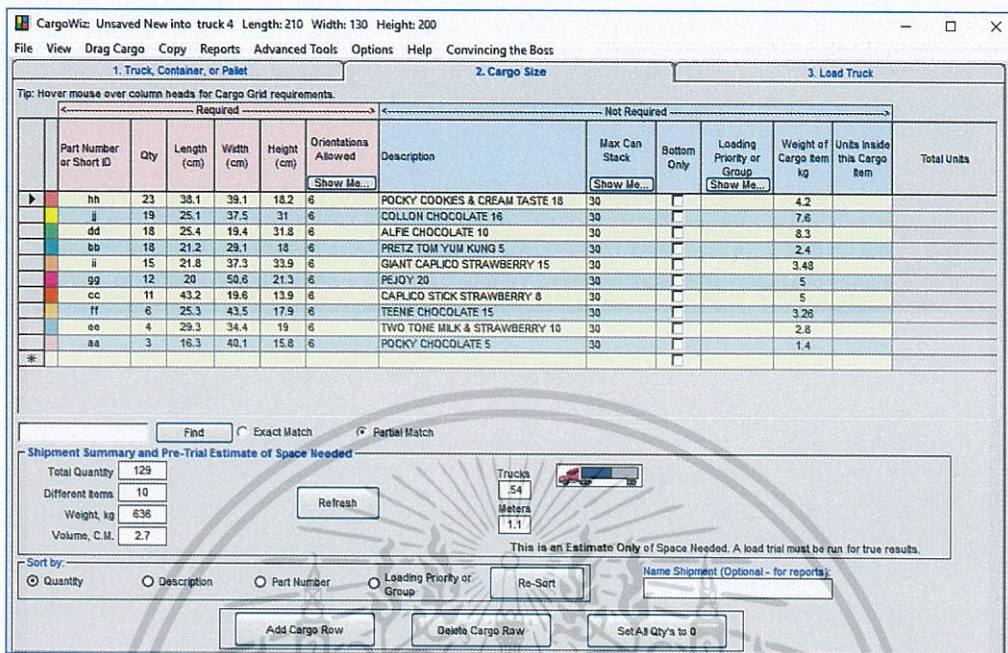 CargoWiz: Unsaved New into truck 4 Length: 210 Width: 130 Height: 200
File View Drag Cargo Copy Reports Advanced Tools Options Help Convincing the Boss
1. Truck, Container, or Pallet 2. Cargo Size 3. Load Truck
Tip: Hover mouse over column heads for Cargo Grid requirements.
<---------- Required ----------> <---------- Not Required ---------->
Part Number or Short ID Qty Length (cm) Width (cm) Height (cm) Orientations Allowed Show Me... Description Max Can Stack Show Me... Bottom Only Loading Priority or Group Show Me... Weight of Cargo Item kg Units Inside this Cargo Item Total Units
hh 23 38.1 39.1 18.2 6 POCKY COOKIES & CREAM TASTE 18 30 4.2
jj 19 25.1 37.5 31 6 COLLON CHOCOLATE 16 30 7.6
dd 18 25.4 19.4 31.8 6 ALFIE CHOCOLATE 10 30 8.3
bb 18 21.2 29.1 18 6 PRETZ TOM YUM KUNG 5 30 2.4
ii 15 21.8 37.3 33.9 6 GIANT CAPLICO STRAWBERRY 15 30 3.48
gg 12 20 50.6 21.3 6 PEJOY 20 30 5
cc 11 43.2 19.6 13.9 6 CAPLICO STICK STRAWBERRY 8 30 5
ff 6 25.3 43.5 17.9 6 TEENIE CHOCOLATE 15 30 3.26
ee 4 29.3 34.4 19 6 TWO TONE MILK & STRAWBERRY 10 30 2.8
aa 3 16.3 40.1 15.8 6 POCKY CHOCOLATE 5 30 1.4
Find Exact Match Partial Match
Shipment Summary and Pre-Trial Estimate of Space Needed
Total Quantity 129
Different Items 10
Weight, kg 636
Volume, C.M. 2.7
Refresh
Trucks
.54
Meters
1.1
This is an Estimate Only of Space Needed. A load trial must be run for true results.
Sort by:
Quantity Description Part Number Loading Priority or Group Re-Sort
Name Shipment (Optional - for reports):
Add Cargo Row Delete Cargo Row Set All Qty's to 0